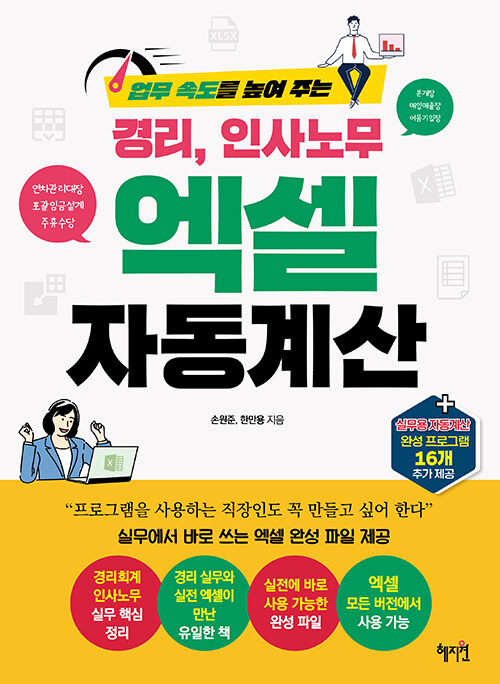 XLSX
업무 속도를 높여 주는
분개장
매입매출장
어음기입장
경리, 인사노무
연차관리대장
포괄임금설계
주휴수당
엑셀
자동계산
손원준, 한만용 지음
+
실무용 자동계산
완성 프로그램
16개
추가 제공
“프로그램을 사용하는 직장인도 꼭 만들고 싶어 한다”
실무에서 바로 쓰는 엑셀 완성 파일 제공
경리회계
인사노무
실무 핵심
정리
경리 실무와
실전 엑셀이
만난
유일한 책
실전에 바로
사용 가능한
완성 파일
엑셀
모든 버전에서
사용 가능
혜지원